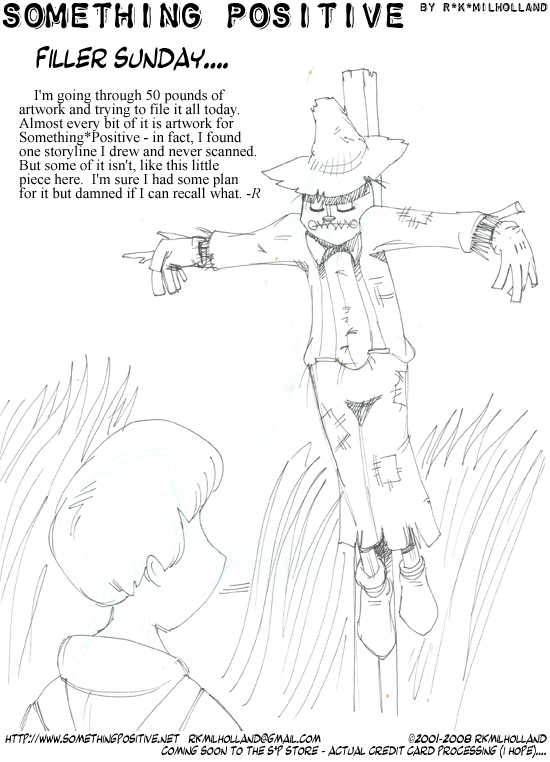 SOMETHING POSITIVE BY R*K*MILHOLLAND
FILLER SUNDAY....
I'm going through 50 pounds of
artwork and trying to file it all today.
Almost every bit of it is artwork for
Something*Positive - in fact, I found
one storyline I drew and never scanned.
But some of it isn't, like this little
piece here. I'm sure I had some plan
for it but damned if I can recall what. -R
HTTP://WWW.SOMETHINGPOSITIVE.NET RKMILHOLLAND@GMAIL.COM ©2001-2008 RKMILHOLLAND
COMING SOON TO THE S*P STORE - ACTUAL CREDIT CARD PROCESSING (I HOPE)....